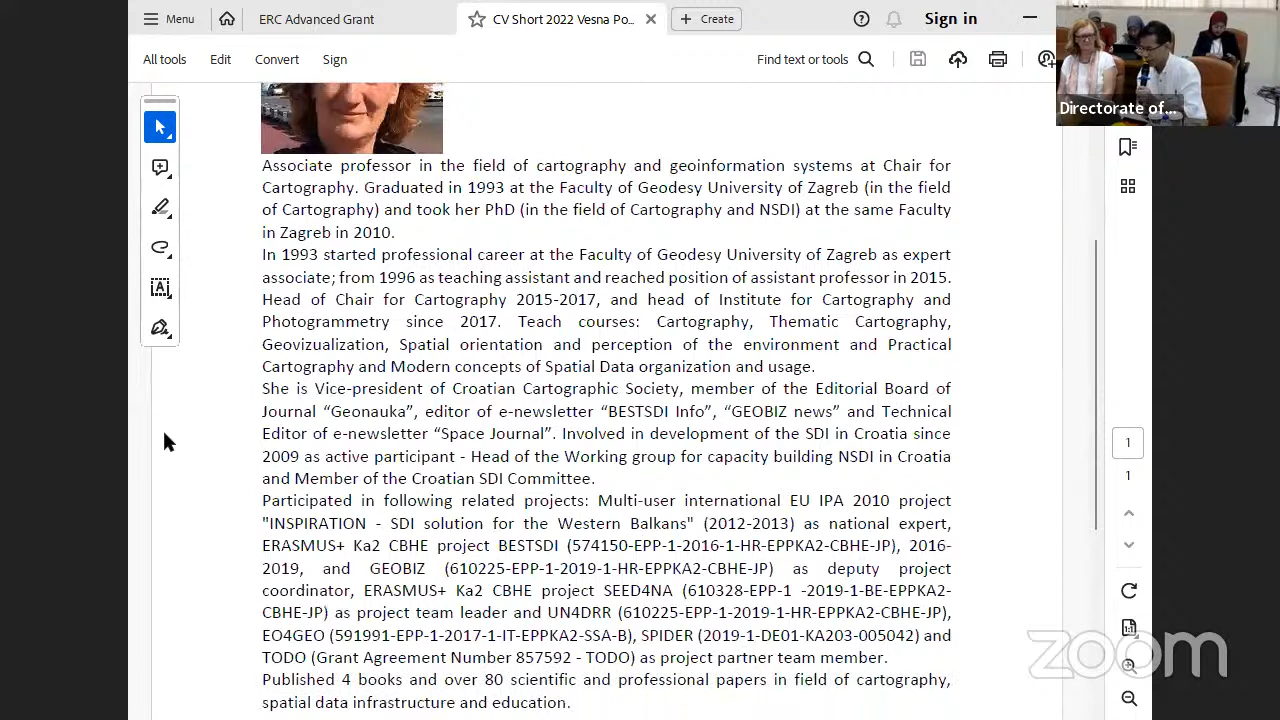 Menu
ERC Advanced Grant
CV Short 2022 Vesna Po...
Create
Sign in
All tools
Edit
Convert
Sign
Find text or tools
Directorate of...
Associate professor in the field of cartography and geoinformation systems at Chair for
Cartography. Graduated in 1993 at the Faculty of Geodesy University of Zagreb (in the field
of Cartography) and took her PhD (in the field of Cartography and NSDI) at the same Faculty
in Zagreb in 2010.
In 1993 started professional career at the Faculty of Geodesy University of Zagreb as expert
associate; from 1996 as teaching assistant and reached position of assistant professor in 2015.
Head of Chair for Cartography 2015-2017, and head of Institute for Cartography and
Photogrammetry since 2017. Teach courses: Cartography, Thematic Cartography,
Geovizualization, Spatial orientation and perception of the environment and Practical
Cartography and Modern concepts of Spatial Data organization and usage.
She is Vice-president of Croatian Cartographic Society, member of the Editorial Board of
Journal “Geonauka”, editor of e-newsletter “BESTSDI Info”, “GEOBIZ news” and Technical
Editor of e-newsletter “Space Journal”. Involved in development of the SDI in Croatia since
2009 as active participant - Head of the Working group for capacity building NSDI in Croatia
and Member of the Croatian SDI Committee.
Participated in following related projects: Multi-user international EU IPA 2010 project
"INSPIRATION - SDI solution for the Western Balkans" (2012-2013) as national expert,
ERASMUS+ Ka2 CBHE project BESTSDI (574150-EPP-1-2016-1-HR-EPPKA2-CBHE-JP), 2016-
2019, and GEOBIZ (610225-EPP-1-2019-1-HR-EPPKA2-CBHE-JP) as deputy project
coordinator, ERASMUS+ Ka2 CBHE project SEED4NA (610328-EPP-1 -2019-1-BE-EPPKA2-
CBHE-JP) as project team leader and UN4DRR (610225-EPP-1-2019-1-HR-EPPKA2-CBHE-JP),
EO4GEO (591991-EPP-1-2017-1-IT-EPPKA2-SSA-B), SPIDER (2019-1-DE01-KA203-005042) and
TODO (Grant Agreement Number 857592 - TODO) as project partner team member.
Published 4 books and over 80 scientific and professional papers in field of cartography,
spatial data infrastructure and education.
1
1
zoom